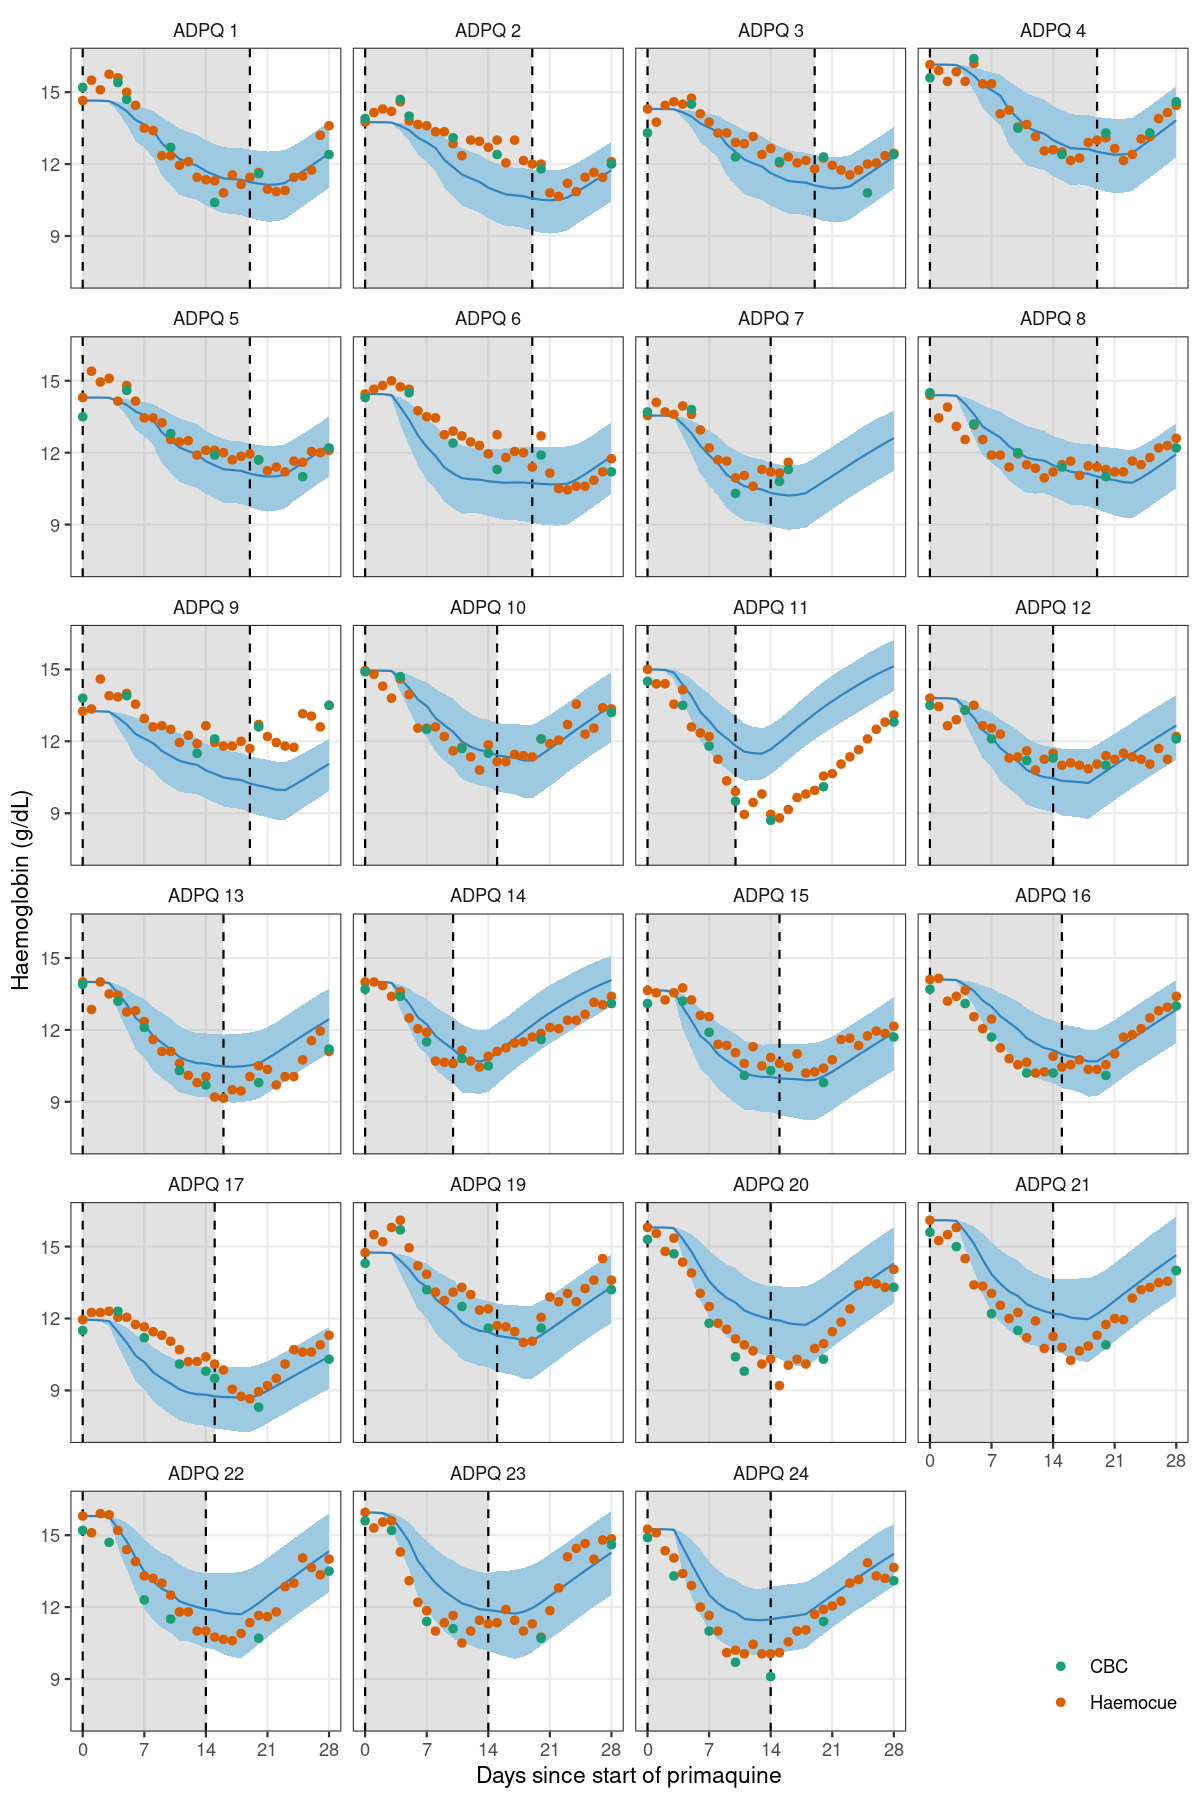 ADPQ 1 ADPQ 2 ADPQ 3 ADPQ 4
15
12
9
ADPQ 5 ADPQ 6 ADPQ 7 ADPQ 8
15
12
9
ADPQ 9 ADPQ 10 ADPQ 11 ADPQ 12
15
12
9
Haemoglobin (g/dL)
ADPQ 13 ADPQ 14 ADPQ 15 ADPQ 16
15
12
9
ADPQ 17 ADPQ 19 ADPQ 20 ADPQ 21
15
12
9
0 7 14 21 28
ADPQ 22 ADPQ 23 ADPQ 24
15
12
9
CBC
Haemocue
0 7 14 21 28 0 7 14 21 28 0 7 14 21 28
Days since start of primaquine